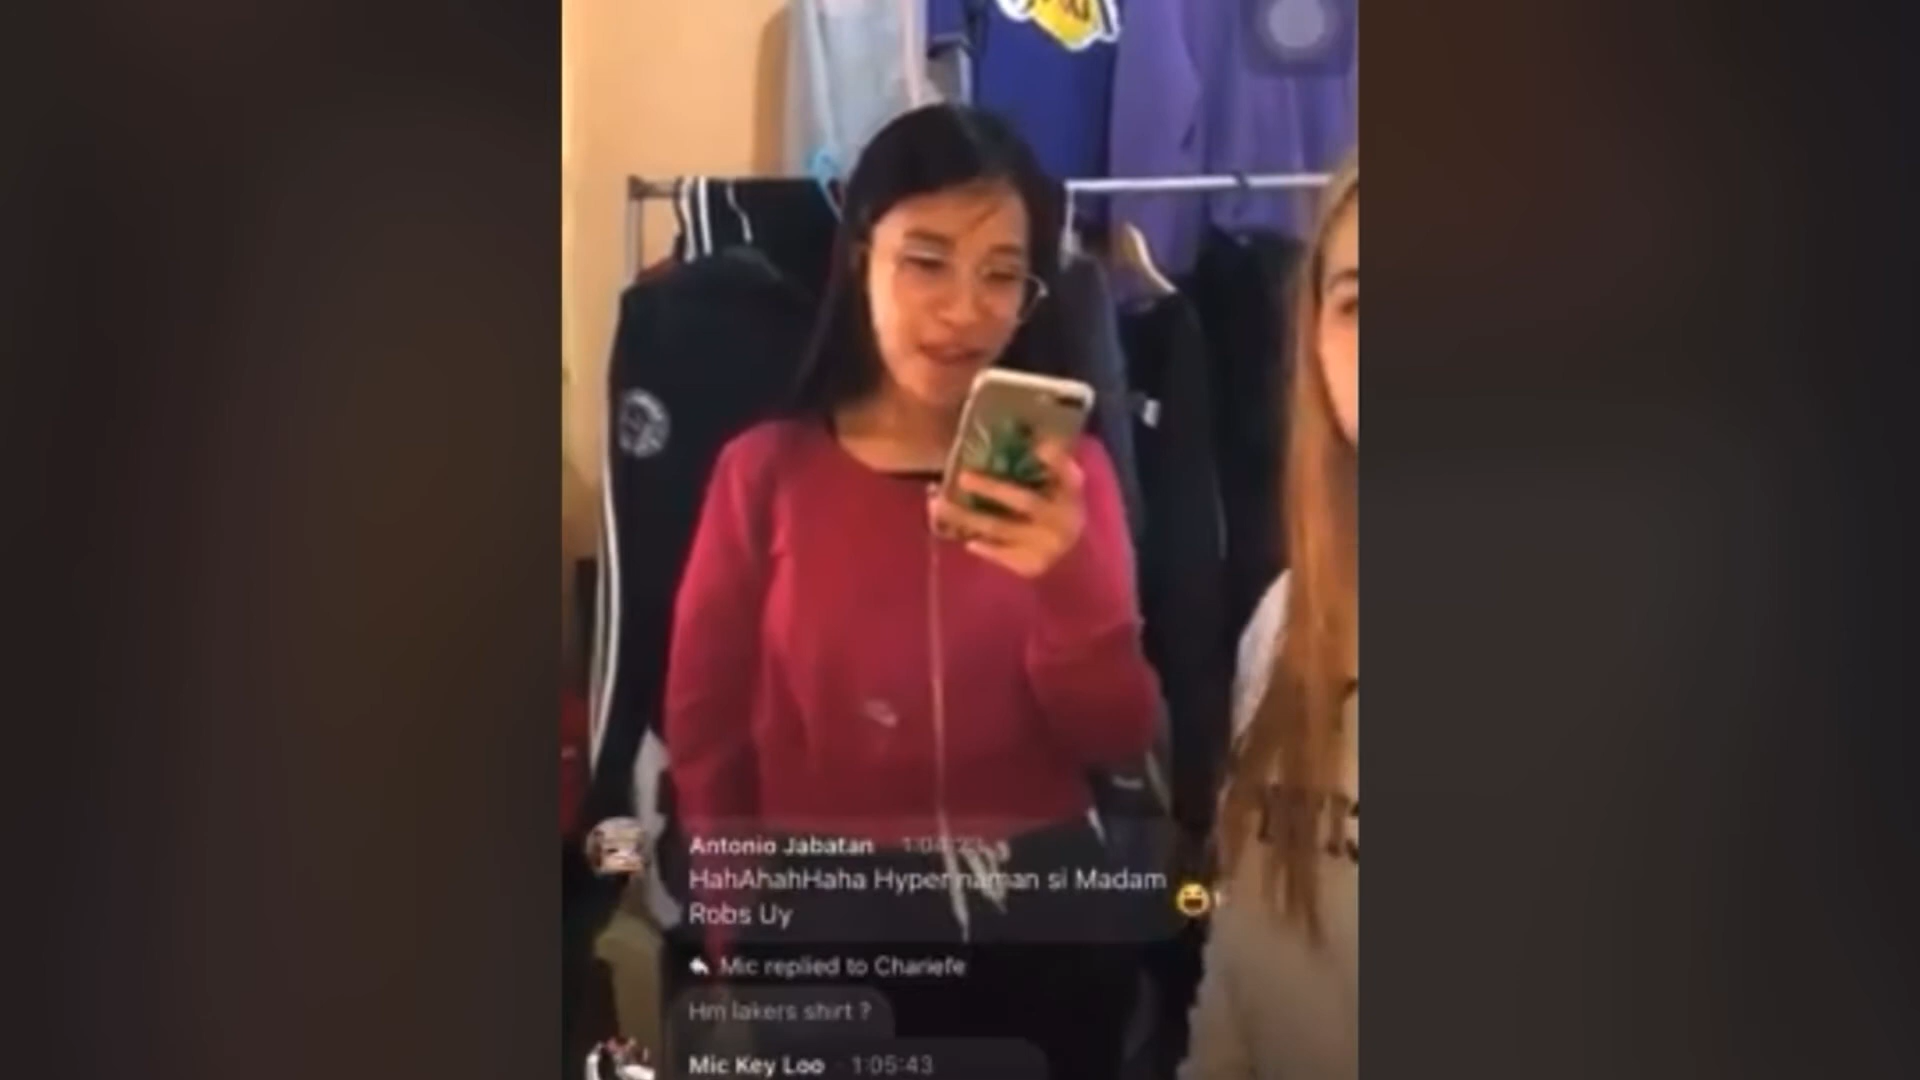 Antonio Jabatan
HahAhahHaha Hyper naman si Madam
Robs Uy
Mic replied to Chariefe
Hm lakers shirt ?
Mic Key Loo · 1:05:43